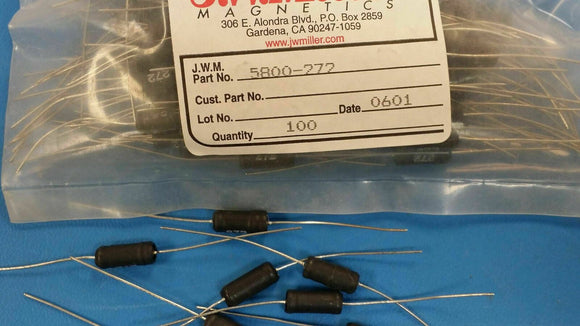 MAGNETICS
306 E. Alondra Blvd., P.O. Box 2859
Gardena, CA 90247-1059
www.jwmiller.com
J.W.M.
Part No. 5800-272
Cust. Part No.
Lot No. Date 0601
Quantity 100
272
272